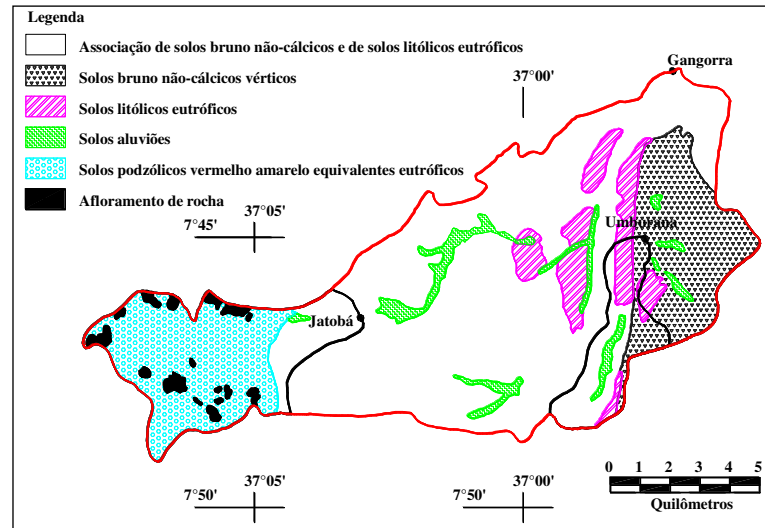 Legenda
Associação de solos bruno não-cálcicos e de solos litólicos eutróficos
Solos bruno não-cálcicos vérticos
Solos litólicos eutróficos
Solos aluviões
Solos podzólicos vermelho amarelo equivalentes eutróficos
Afloramento de rocha
Gangorra
37°00'
37°05'
7°45'
Umburana
Jatobá
37°05'
7°50'
37°00'
7°50'
0 1 2 3 4 5
Quilômetros